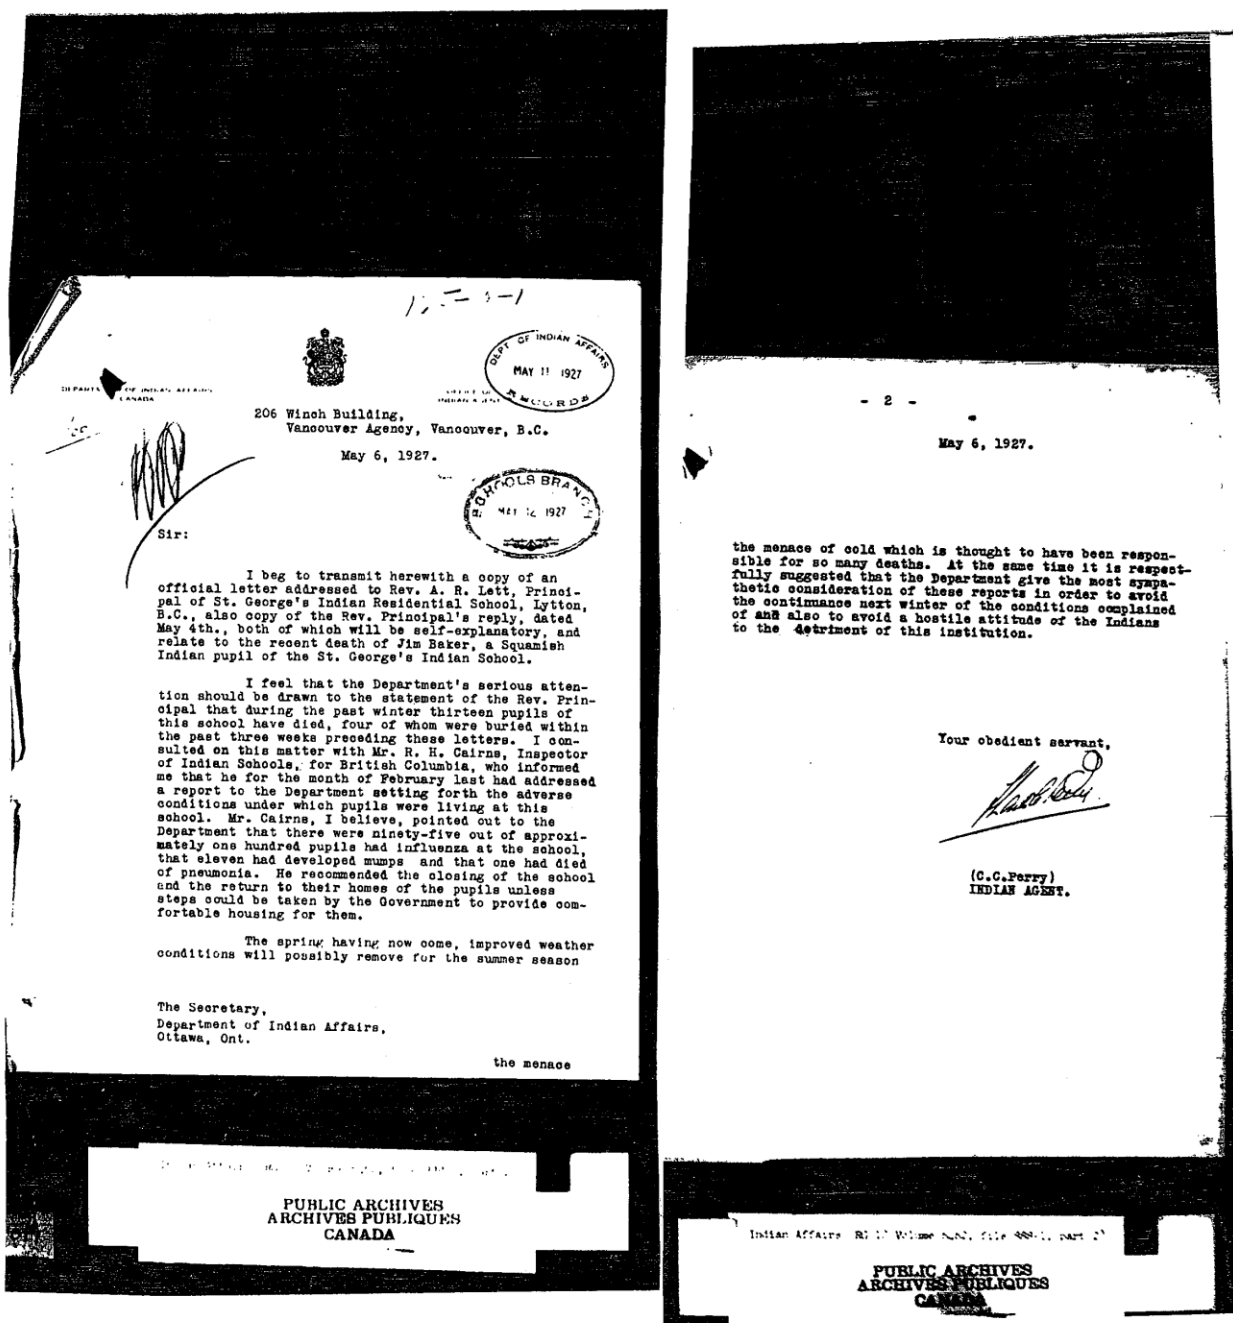 DEPT OF INDIAN AFFAIRS
MAY 11 1927
RECORDS
OF INDIAN AFFAIRS
CANADA
OFFICE OF
INDIAN AGENT
206 Winch Building,
Vancouver Agency, Vancouver, B.C.
May 6, 1927.
SCHOOLS BRANCH
MAY 12 1927
Sir:
I beg to transmit herewith a copy of an
official letter addressed to Rev. A. R. Lett, Princi-
pal of St. George's Indian Residential School, Lytton,
B.C., also copy of the Rev. Principal's reply, dated
May 4th., both of which will be self-explanatory, and
relate to the recent death of Jim Baker, a Squamish
Indian pupil of the St. George's Indian School.
I feel that the Department's serious atten-
tion should be drawn to the statement of the Rev. Prin-
cipal that during the past winter thirteen pupils of
this school have died, four of whom were buried within
the past three weeks preceding these letters. I con-
sulted on this matter with Mr. R. H. Cairns, Inspector
of Indian Schools, for British Columbia, who informed
me that he for the month of February last had addressed
a report to the Department setting forth the adverse
conditions under which pupils were living at this
school. Mr. Cairns, I believe, pointed out to the
Department that there were ninety-five out of approxi-
mately one hundred pupils had influenza at the school,
that eleven had developed mumps and that one had died
of pneumonia. He recommended the closing of the school
and the return to their homes of the pupils unless
steps could be taken by the Government to provide com-
fortable housing for them.
The spring having now come, improved weather
conditions will possibly remove for the summer season
The Secretary,
Department of Indian Affairs,
Ottawa, Ont.
the menace
PUBLIC ARCHIVES
ARCHIVES PUBLIQUES
CANADA
- 2 -
May 6, 1927.
the menace of cold which is thought to have been respon-
sible for so many deaths. At the same time it is respect-
fully suggested that the Department give the most sympa-
thetic consideration of these reports in order to avoid
the continuance next winter of the conditions complained
of and also to avoid a hostile attitude of the Indians
to the detriment of this institution.
Your obedient servant,
(C.C.Perry)
INDIAN AGENT.
Indian Affairs RG Volume file part
PUBLIC ARCHIVES
ARCHIVES PUBLIQUES
CANADA